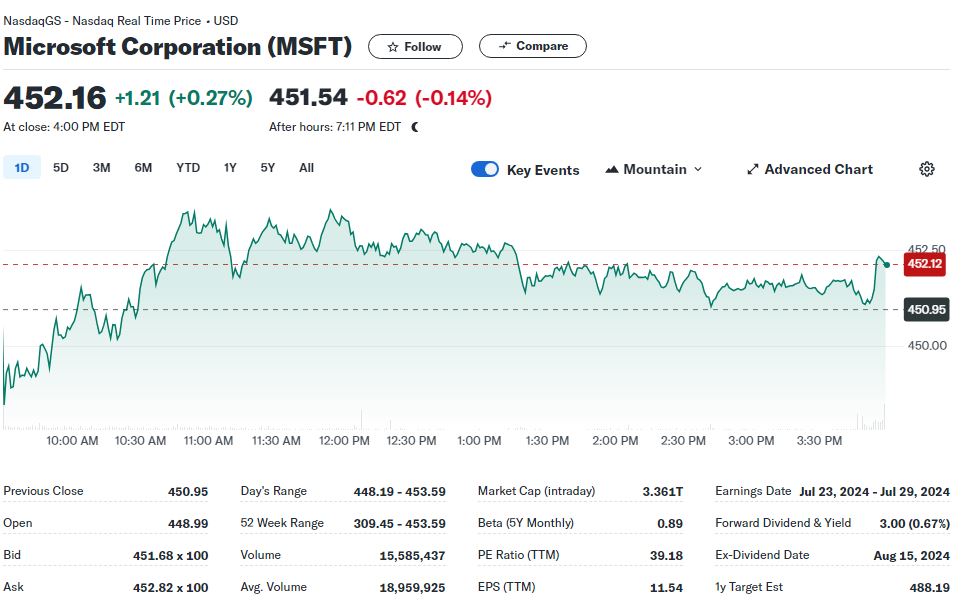 NasdaqGS - Nasdaq Real Time Price • USD
Microsoft Corporation (MSFT) Follow Compare
452.16 +1.21 (+0.27%) 451.54 -0.62 (-0.14%)
At close: 4:00 PM EDT After hours: 7:11 PM EDT
1D 5D 3M 6M YTD 1Y 5Y All Key Events Mountain Advanced Chart
452.50
452.12
450.95
450.00
10:00 AM 10:30 AM 11:00 AM 11:30 AM 12:00 PM 12:30 PM 1:00 PM 1:30 PM 2:00 PM 2:30 PM 3:00 PM 3:30 PM
Previous Close 450.95 Day's Range 448.19 - 453.59 Market Cap (intraday) 3.361T Earnings Date Jul 23, 2024 - Jul 29, 2024
Open 448.99 52 Week Range 309.45 - 453.59 Beta (5Y Monthly) 0.89 Forward Dividend & Yield 3.00 (0.67%)
Bid 451.68 x 100 Volume 15,585,437 PE Ratio (TTM) 39.18 Ex-Dividend Date Aug 15, 2024
Ask 452.82 x 100 Avg. Volume 18,959,925 EPS (TTM) 11.54 1y Target Est 488.19